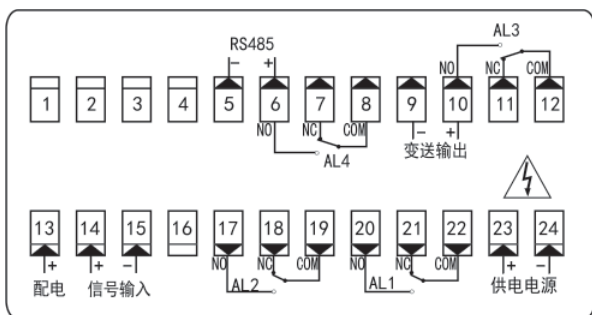 AL3
RS485
- +
NO NC COM
1 2 3 4 5 6 7 8 9 10 11 12
NO NC COM - +
AL4 变送输出
13 14 15 16 17 18 19 20 21 22 23 24
+ + - NO NC COM NO NC COM + -
配电 信号输入 AL2 AL1 供电电源